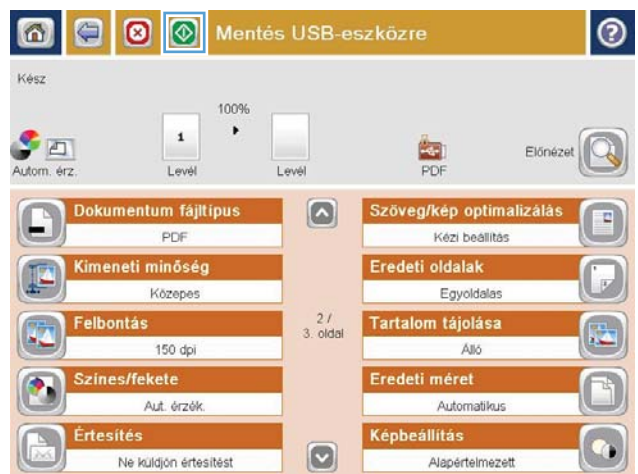 Mentés USB-eszközre
?
Kész
100%
1
Autom. érz.
Levél
Levél
PDF
Előnézet
Dokumentum fájltípus
PDF
Szöveg/kép optimalizálás
Kézi beállítás
Kimeneti minőség
Közepes
Eredeti oldalak
Egyoldalas
Felbontás
150 dpi
2 /
3. oldal
Tartalom tájolása
Álló
Színes/fekete
Aut. érzék.
Eredeti méret
Automatikus
Értesítés
Ne küldjön értesítést
Képbeállítás
Alapértelmezett